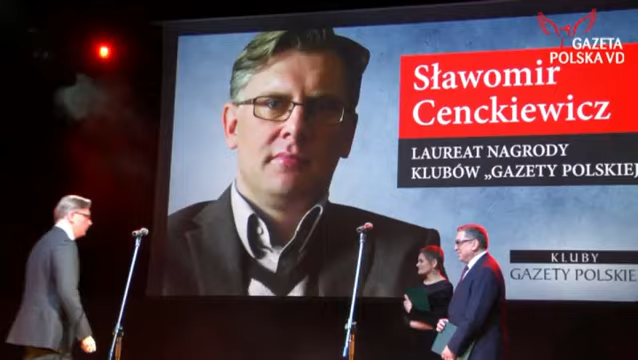 GAZETA
POLSKA VD
Sławomir
Cenckiewicz
LAUREAT NAGRODY
KLUBÓW „GAZETY POLSKIEJ
KLUBY
GAZETY POLSKIE